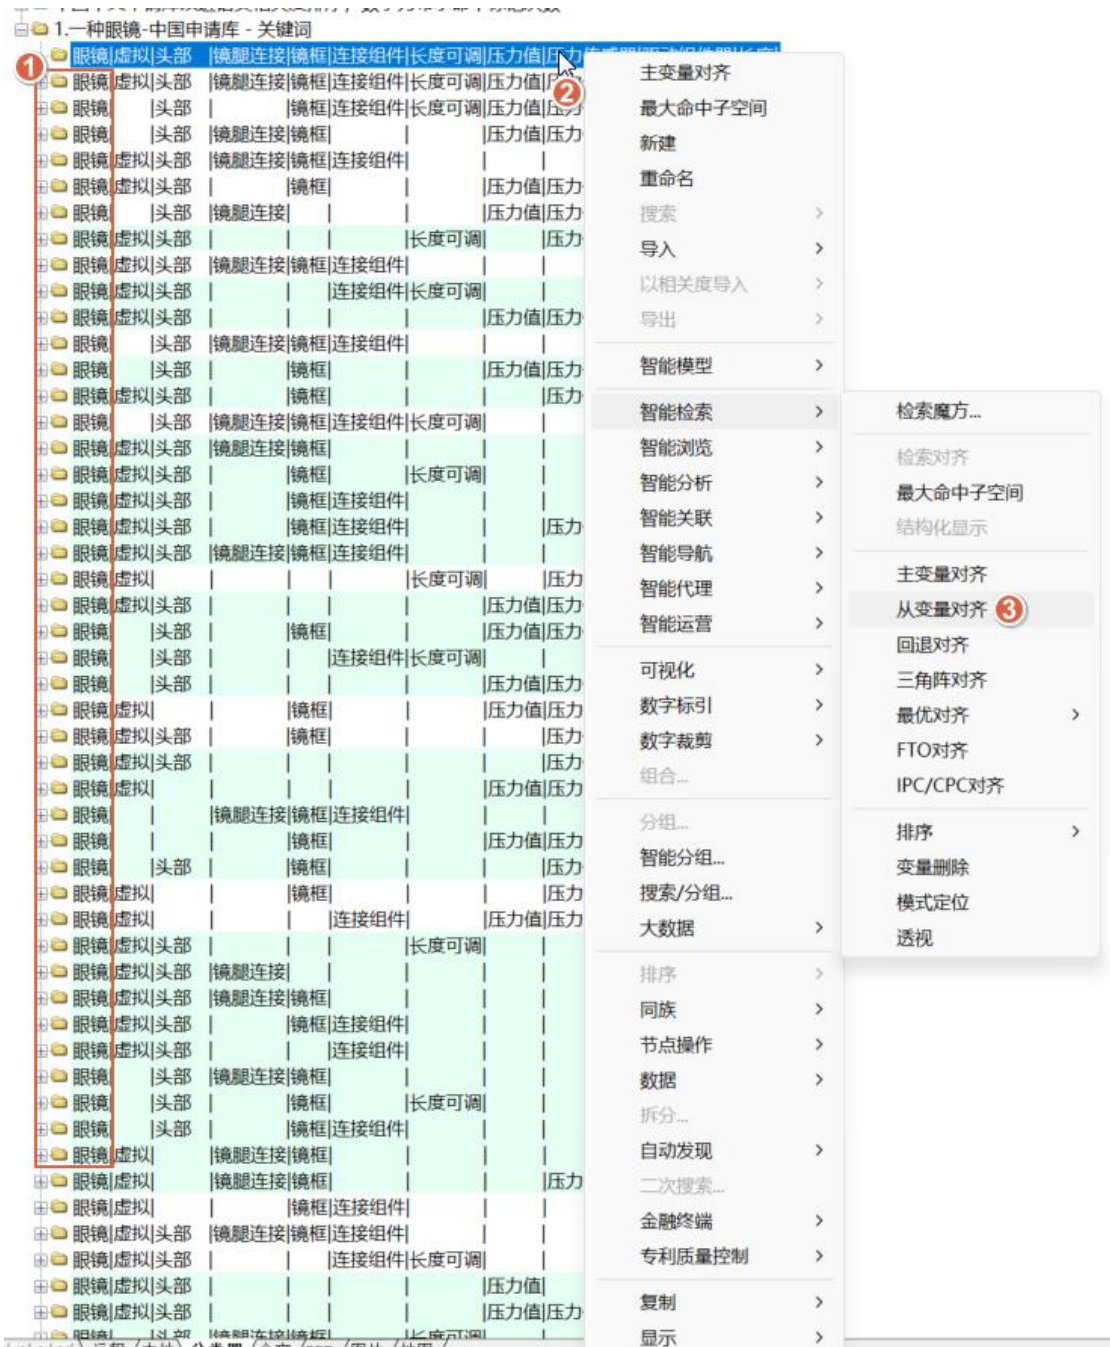 1.一种眼镜-中国申请库 - 关键词
眼镜|虚拟|头部 |镜腿连接|镜框|连接组件|长度可调|压力值|压力
1
眼镜|虚拟|头部 |镜腿连接|镜框|连接组件|长度可调|压力值|压
2
眼镜| |头部 | |镜框|连接组件|长度可调|压力值|压力
眼镜| |头部 |镜腿连接|镜框| | |压力值|压力
眼镜|虚拟|头部 |镜腿连接|镜框|连接组件| | |
眼镜|虚拟|头部 | |镜框| | |压力值|压力
眼镜| |头部 |镜腿连接| | | |压力值|压力
眼镜|虚拟|头部 | | | |长度可调| |压力
眼镜|虚拟|头部 |镜腿连接|镜框|连接组件| | |
眼镜|虚拟|头部 | | |连接组件|长度可调| |
眼镜|虚拟|头部 | | | | |压力值|压力
眼镜| |头部 |镜腿连接|镜框|连接组件| | |
眼镜| |头部 | |镜框| | |压力值|压力
眼镜|虚拟|头部 | |镜框| | | |压力
眼镜| |头部 |镜腿连接|镜框|连接组件|长度可调| |
眼镜|虚拟|头部 |镜腿连接|镜框| | | |
眼镜|虚拟|头部 | |镜框| |长度可调| |
眼镜|虚拟|头部 | |镜框|连接组件| | |
眼镜|虚拟|头部 | |镜框|连接组件| | |压力
眼镜|虚拟|头部 |镜腿连接|镜框|连接组件| | |
眼镜|虚拟| | | | |长度可调| |压力
眼镜|虚拟|头部 | | | | |压力值|压力
眼镜| |头部 | |镜框| | |压力值|压力
眼镜| |头部 | | |连接组件|长度可调| |
眼镜| |头部 | | | | |压力值|压力
眼镜|虚拟| | |镜框| | |压力值|压力
眼镜|虚拟|头部 | |镜框| | | |压力
眼镜|虚拟|头部 | | | | | |压力
眼镜|虚拟| | | | | |压力值|压力
眼镜| | |镜腿连接|镜框|连接组件| | |
眼镜| | | |镜框| | |压力值|压力
眼镜| |头部 | |镜框| | | |压力
眼镜|虚拟| | |镜框| | | |压力
眼镜|虚拟| | | |连接组件| |压力值|压力
眼镜|虚拟|头部 | | | |长度可调| |
眼镜|虚拟|头部 |镜腿连接| | | | |
眼镜|虚拟|头部 |镜腿连接|镜框| | | |
眼镜|虚拟|头部 | |镜框|连接组件| | |
眼镜|虚拟|头部 | | |连接组件| | |
眼镜| |头部 |镜腿连接|镜框| | | |
眼镜| |头部 | |镜框| |长度可调| |
眼镜| |头部 | |镜框|连接组件| | |
眼镜|虚拟| |镜腿连接|镜框| | | |
眼镜|虚拟| |镜腿连接|镜框| | | |压力
眼镜|虚拟| | |镜框|连接组件| | |
眼镜|虚拟|头部 |镜腿连接|镜框|连接组件| | |
眼镜|虚拟|头部 | | |连接组件|长度可调| |
眼镜|虚拟|头部 | | | | |压力值|
眼镜|虚拟|头部 | | | | |压力值|压力
主变量对齐
最大命中子空间
新建
重命名
搜索
导入
以相关度导入
导出
智能模型
智能检索
智能浏览
智能分析
智能关联
智能导航
智能代理
智能运营
可视化
数字标引
数字裁剪
组合...
分组...
智能分组...
搜索/分组...
大数据
排序
同族
节点操作
数据
拆分...
自动发现
二次搜索...
金融终端
专利质量控制
复制
显示
检索魔方...
检索对齐
最大命中子空间
结构化显示
主变量对齐
从变量对齐 3
回退对齐
三角阵对齐
最优对齐
FTO对齐
IPC/CPC对齐
排序
变量删除
模式定位
透视